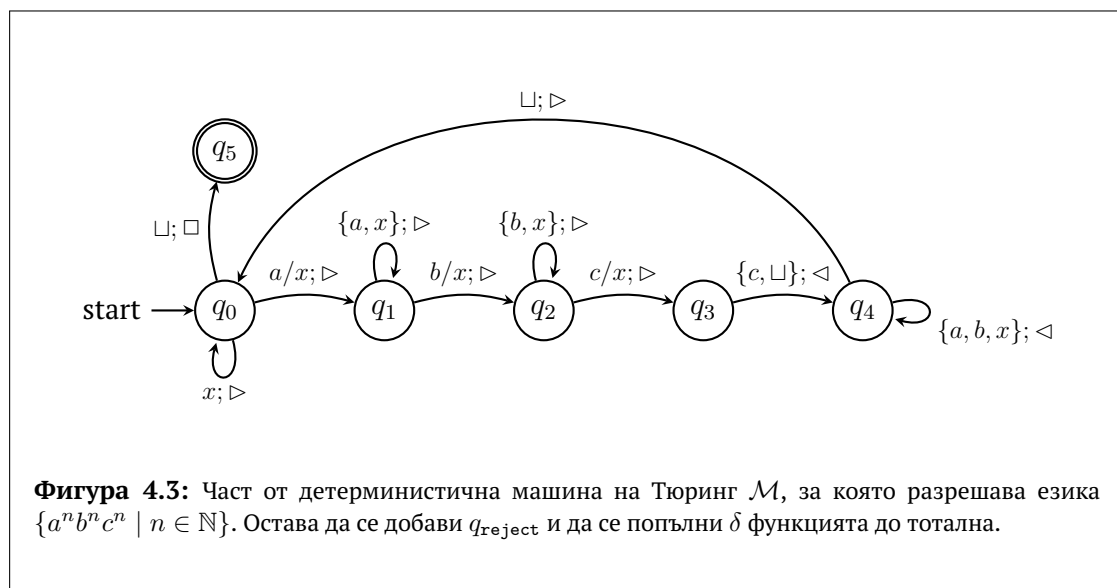 ⊔; ▷
q₅
⊔; □
{a, x}; ▷
{b, x}; ▷
a/x; ▷
b/x; ▷
c/x; ▷
{c, ⊔}; ◁
start
q₀
q₁
q₂
q₃
q₄
{a, b, x}; ◁
x; ▷
Фигура 4.3: Част от детерминистична машина на Тюринг ℳ, за която разрешава езика
{aⁿbⁿcⁿ | n ∈ ℕ}. Остава да се добави q_reject и да се попълни δ функцията до тотална.